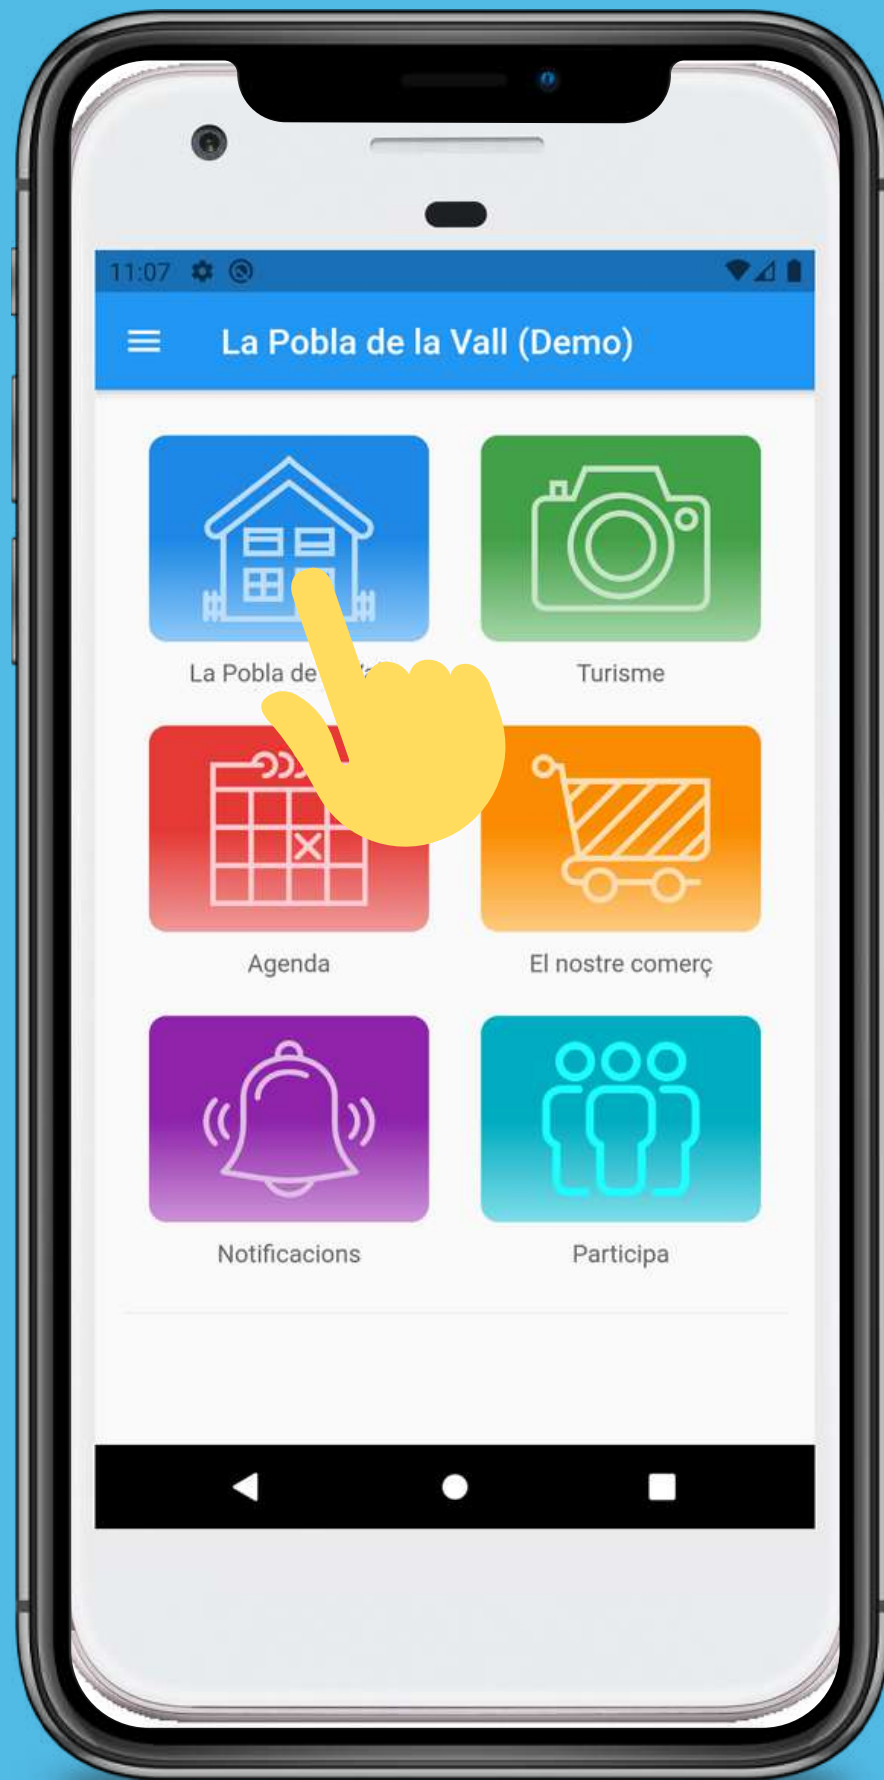 11:07
La Pobla de la Vall (Demo)
La Pobla de
Turisme
Agenda
El nostre comerç
Notificacions
Participa